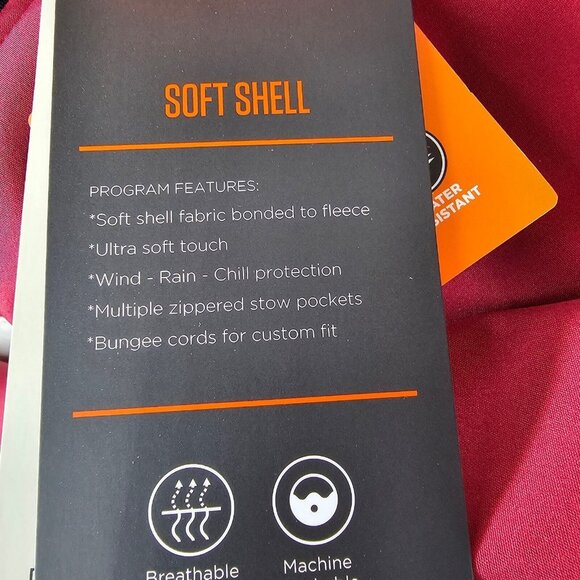 SOFT SHELL
PROGRAM FEATURES:
*Soft shell fabric bonded to fleece
*Ultra soft touch
*Wind - Rain - Chill protection
*Multiple zippered stow pockets
*Bungee cords for custom fit
Breathable
Machine